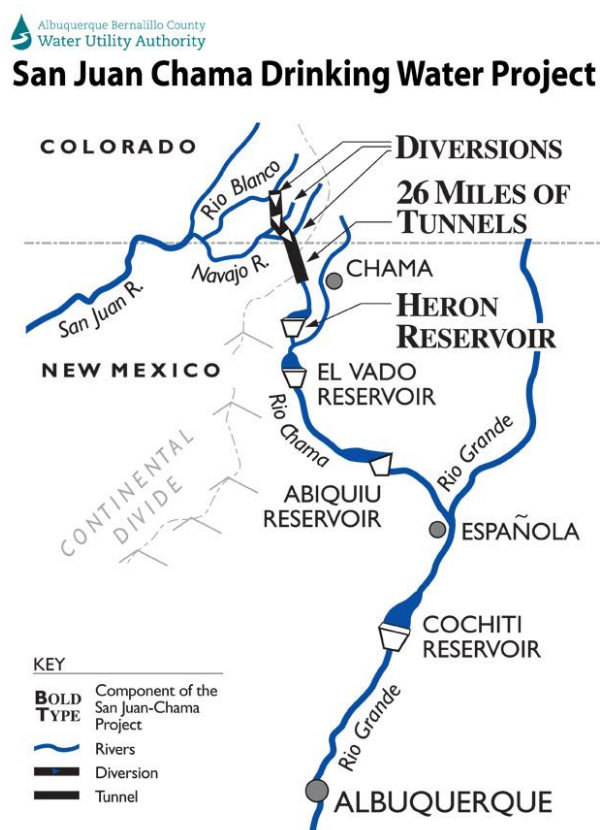 Albuquerque Bernalillo County
Water Utility Authority
San Juan Chama Drinking Water Project
COLORADO
DIVERSIONS
Rio Blanco
26 MILES OF
TUNNELS
Navajo R.
CHAMA
San Juan R.
HERON
RESERVOIR
NEW MEXICO
EL VADO
RESERVOIR
Rio Chama
Rio Grande
CONTINENTAL
DIVIDE
ABIQUIU
RESERVOIR
ESPAÑOLA
COCHITI
RESERVOIR
KEY
BOLD
TYPE
Component of the
San Juan-Chama
Project
Rivers
Diversion
Tunnel
Rio Grande
ALBUQUERQUE